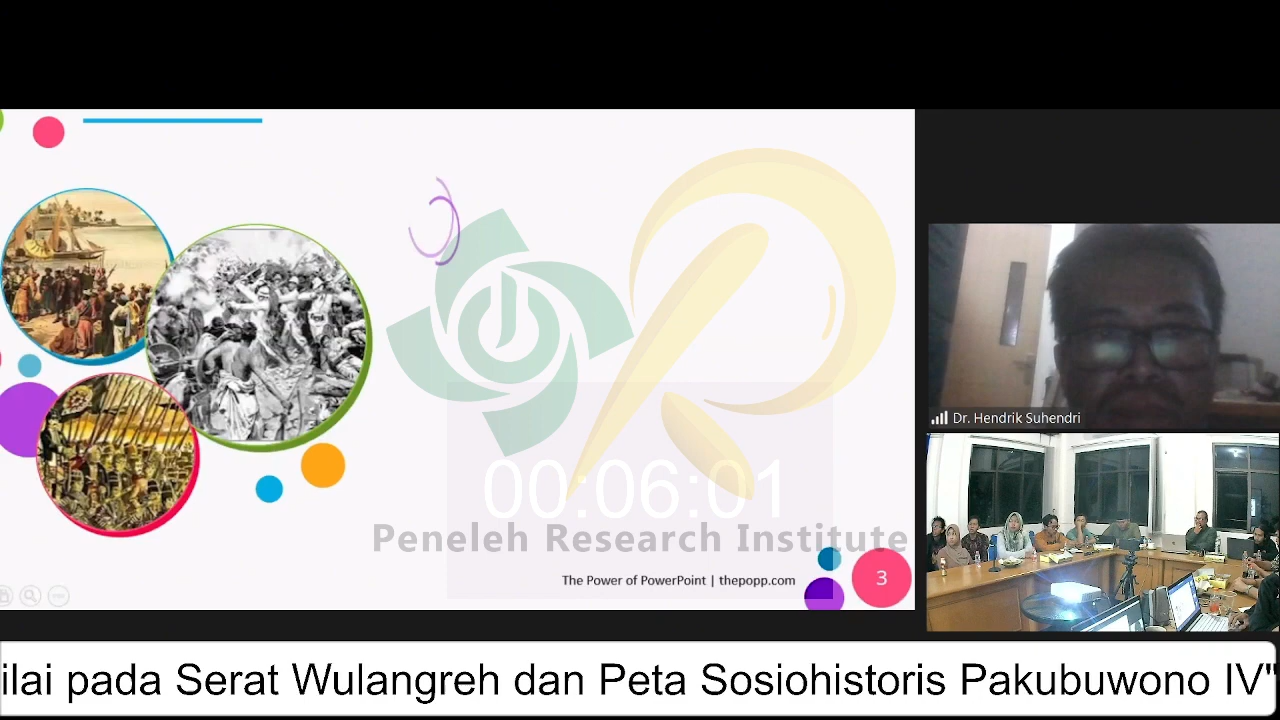 Dr. Hendrik Suhendri
00:06:01
Peneleh Research Institute
The Power of PowerPoint | thepopp.com
3
ilai pada Serat Wulangreh dan Peta Sosiohistoris Pakubuwono IV"